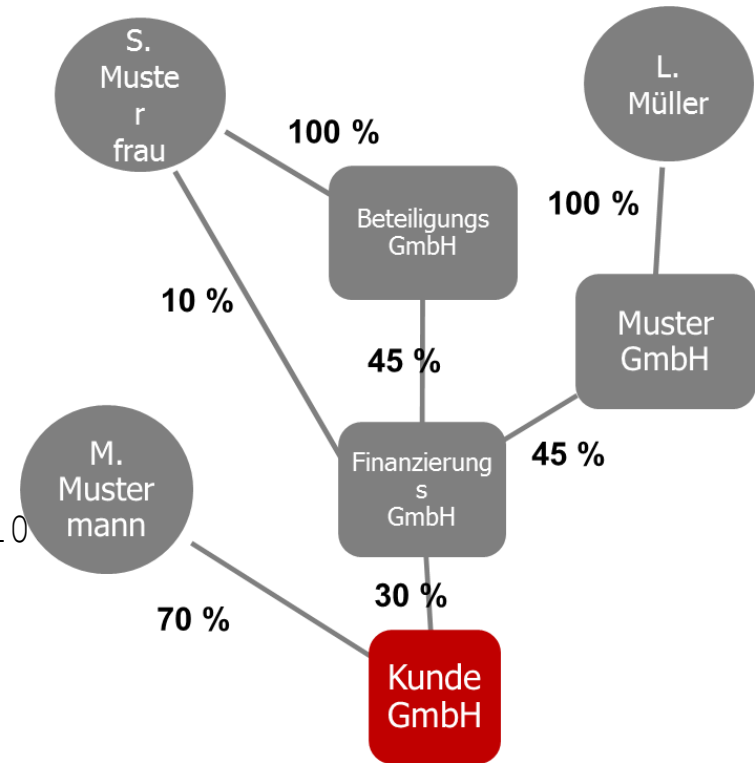 S.
Muste
r
frau
L.
Müller
100 %
Beteiligungs
GmbH
100 %
10 %
Muster
GmbH
45 %
M.
Muster
mann
Finanzierung
s
GmbH
45 %
10
30 %
70 %
Kunde
GmbH